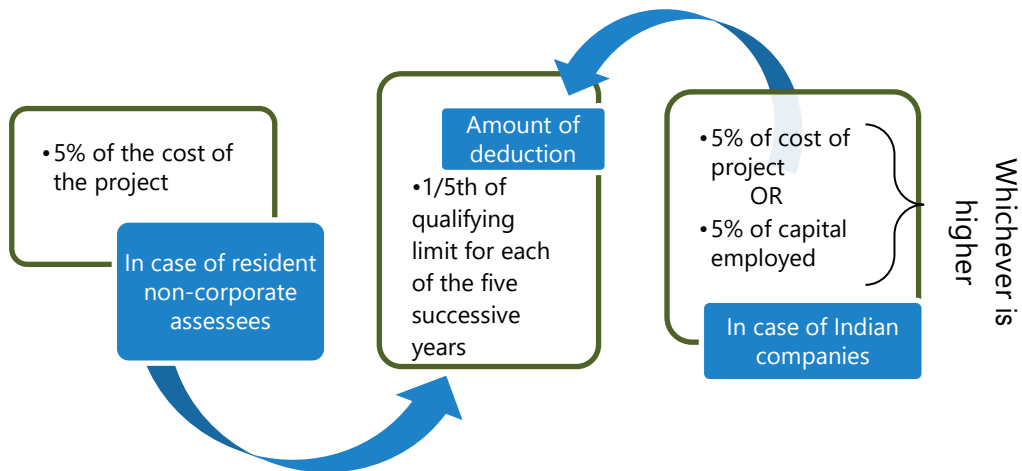 •5% of the cost of
the project
In case of resident
non-corporate
assessees
Amount of
deduction
•1/5th of
qualifying
limit for each
of the five
successive
years
•5% of cost of
project
OR
•5% of capital
employed
In case of Indian
companies
Whichever is
higher